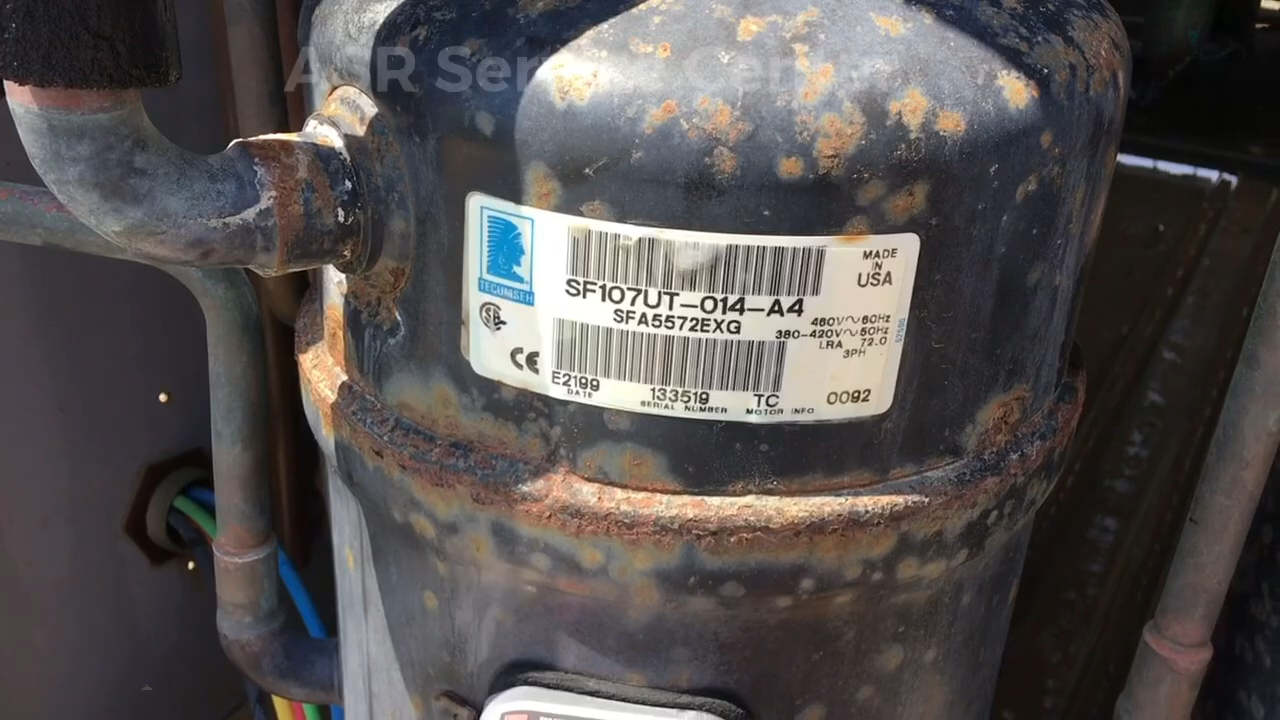 TECUMSEH
SF107UT-014-A4
SFA5572EXG
MADE
IN
USA
460V~60Hz
380-420V~50Hz
LRA 72.0
3PH
CE
E2199
DATE
133519
SERIAL NUMBER
TC
MOTOR INFO
0092